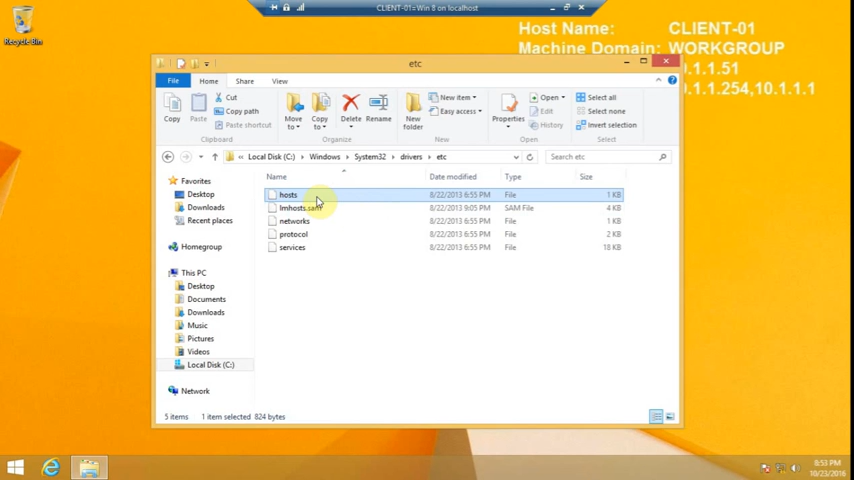 CLIENT-01=Win 8 on localhost
Recycle Bin
Host Name: CLIENT-01
Machine Domain: WORKGROUP
0.1.1.51
0.1.1.254,10.1.1.1
etc
File
Home
Share
View
Copy
Paste
Cut
Copy path
Paste shortcut
Clipboard
Move to
Copy to
Delete
Rename
Organize
New folder
New item
Easy access
New
Properties
Open
Edit
History
Open
Select all
Select none
Invert selection
Select
« Local Disk (C:) › Windows › System32 › drivers › etc
Search etc
Name Date modified Type Size
hosts 8/22/2013 6:55 PM File 1 KB
lmhosts.sam 8/22/2013 9:05 PM SAM File 4 KB
networks 8/22/2013 6:55 PM File 1 KB
protocol 8/22/2013 6:55 PM File 2 KB
services 8/22/2013 6:55 PM File 18 KB
Favorites
Desktop
Downloads
Recent places
Homegroup
This PC
Desktop
Documents
Downloads
Music
Pictures
Videos
Local Disk (C:)
Network
5 items 1 item selected 824 bytes
8:53 PM
10/23/2016